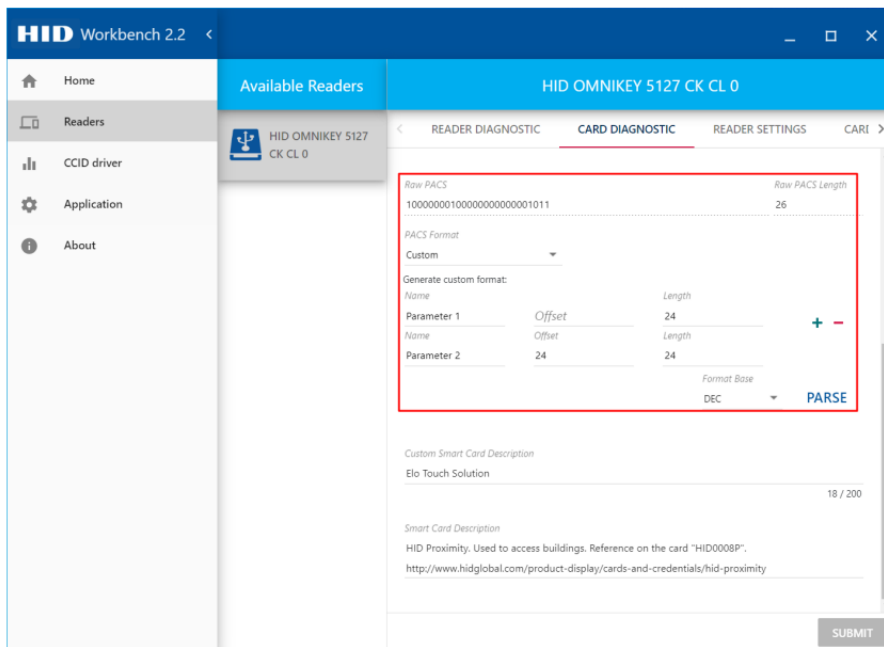 HID Workbench 2.2
Home
Readers
CCID driver
Application
About
Available Readers
HID OMNIKEY 5127
CK CL 0
HID OMNIKEY 5127 CK CL 0
READER DIAGNOSTIC CARD DIAGNOSTIC READER SETTINGS CARI
Raw PACS Raw PACS Length
10000000100000000000001011 26
PACS Format
Custom
Generate custom format:
Name Length
Parameter 1 Offset 24
Name Offset Length
Parameter 2 24 24
Format Base
DEC PARSE
Custom Smart Card Description
Elo Touch Solution
18 / 200
Smart Card Description
HID Proximity. Used to access buildings. Reference on the card "HID0008P".
http://www.hidglobal.com/product-display/cards-and-credentials/hid-proximity
SUBMIT